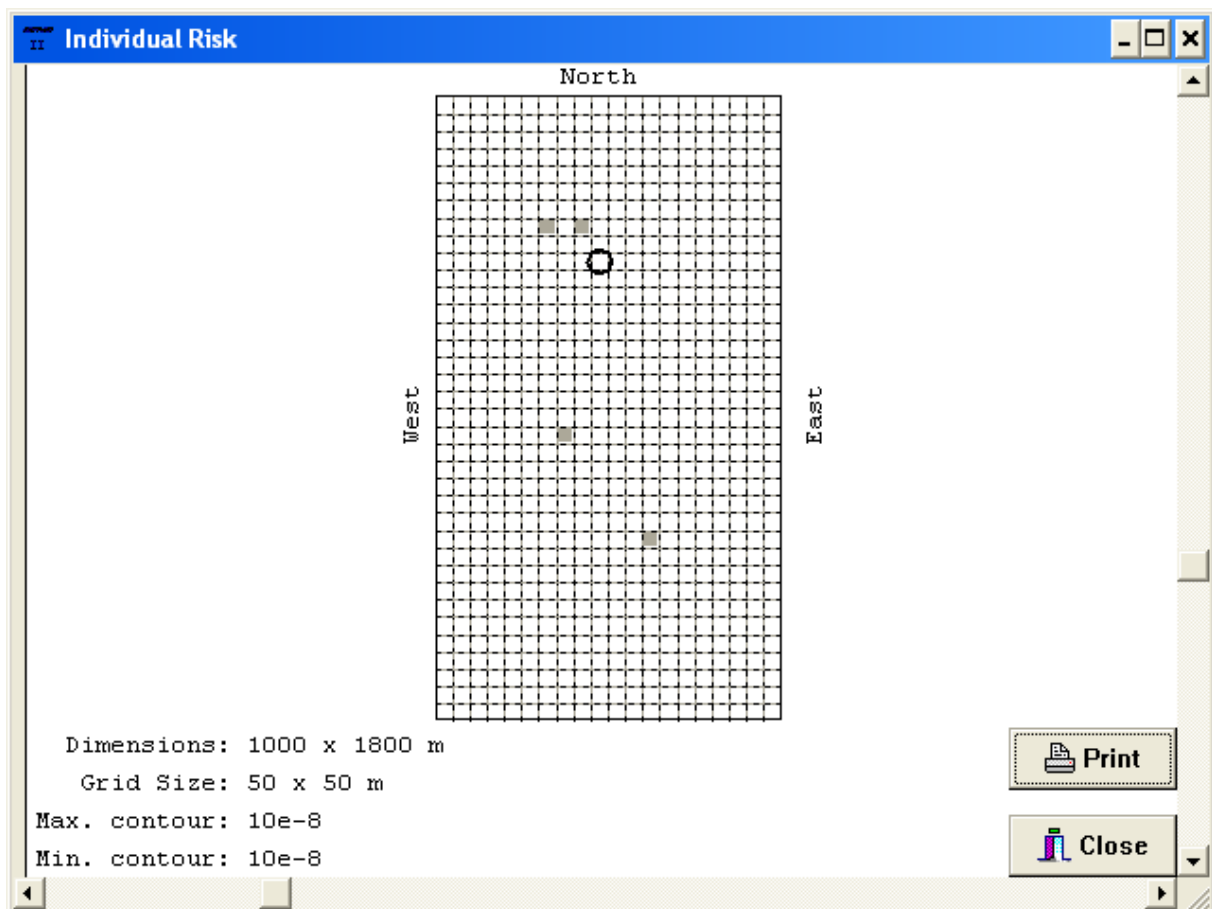 Individual Risk
North
West
East
Dimensions: 1000 x 1800 m
Grid Size: 50 x 50 m
Max. contour: 10e-8
Min. contour: 10e-8
Print
Close